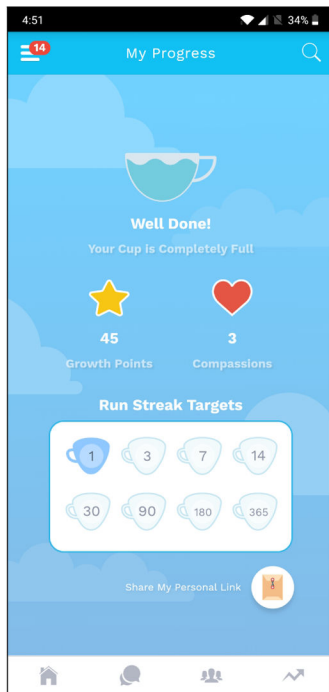 4:51
34%
14
My Progress
Well Done!
Your Cup is Completely Full
45
3
Growth Points
Compassions
Run Streak Targets
1 3 7 14
30 90 180 365
Share My Personal Link